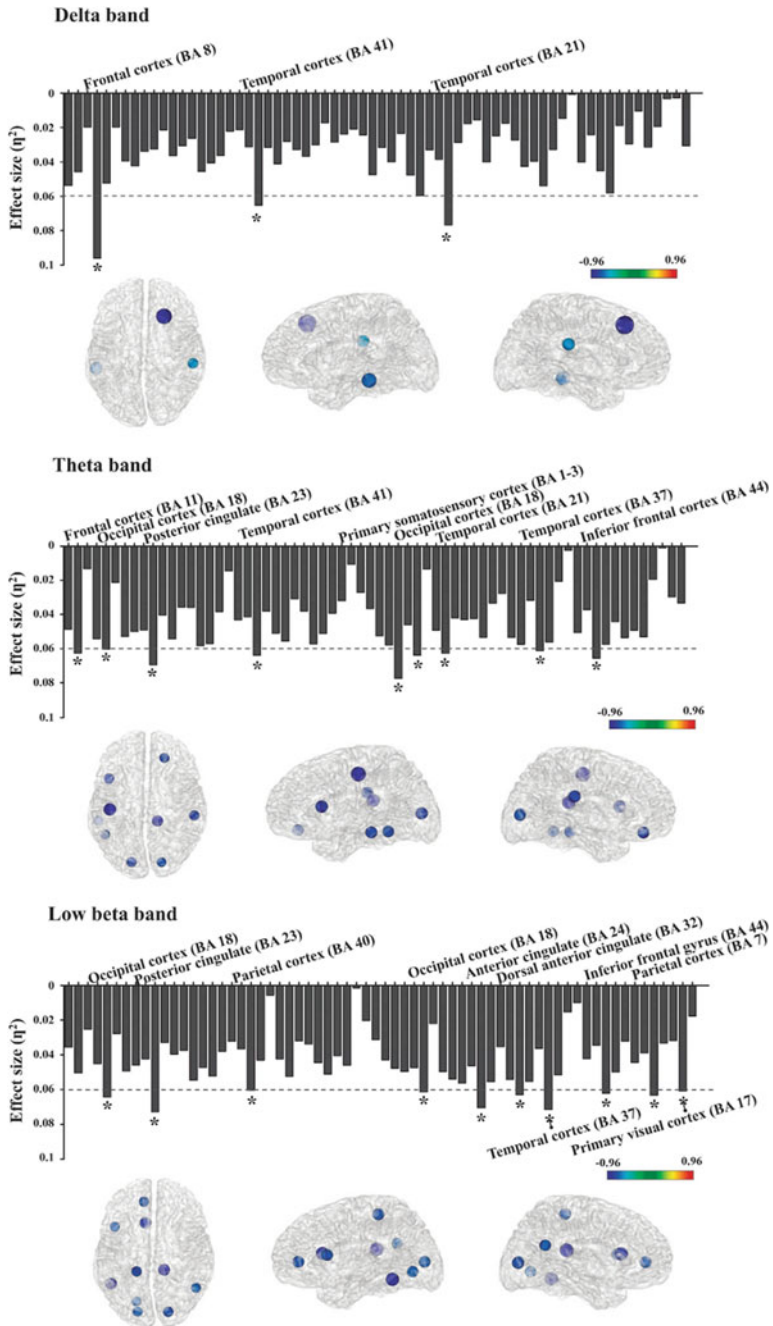 Delta band
Frontal cortex (BA 8)
Temporal cortex (BA 41)
Temporal cortex (BA 21)
Effect size (η²)
0
0.02
0.04
0.06
0.08
0.1
*
*
*
-0.96 0.96
Theta band
Frontal cortex (BA 11)
Occipital cortex (BA 18)
Posterior cingulate (BA 23)
Temporal cortex (BA 41)
Primary somatosensory cortex (BA 1-3)
Occipital cortex (BA 18)
Temporal cortex (BA 21)
Temporal cortex (BA 37)
Inferior frontal cortex (BA 44)
Effect size (η²)
0
0.02
0.04
0.06
0.08
0.1
*
*
*
*
*
*
*
*
*
-0.96 0.96
Low beta band
Occipital cortex (BA 18)
Posterior cingulate (BA 23)
Parietal cortex (BA 40)
Occipital cortex (BA 18)
Anterior cingulate (BA 24)
Dorsal anterior cingulate (BA 32)
Inferior frontal gyrus (BA 44)
Parietal cortex (BA 7)
Effect size (η²)
0
0.02
0.04
0.06
0.08
0.1
*
*
*
*
*
*
*
*
*
*
Temporal cortex (BA 37)
Primary visual cortex (BA 17)
-0.96 0.96